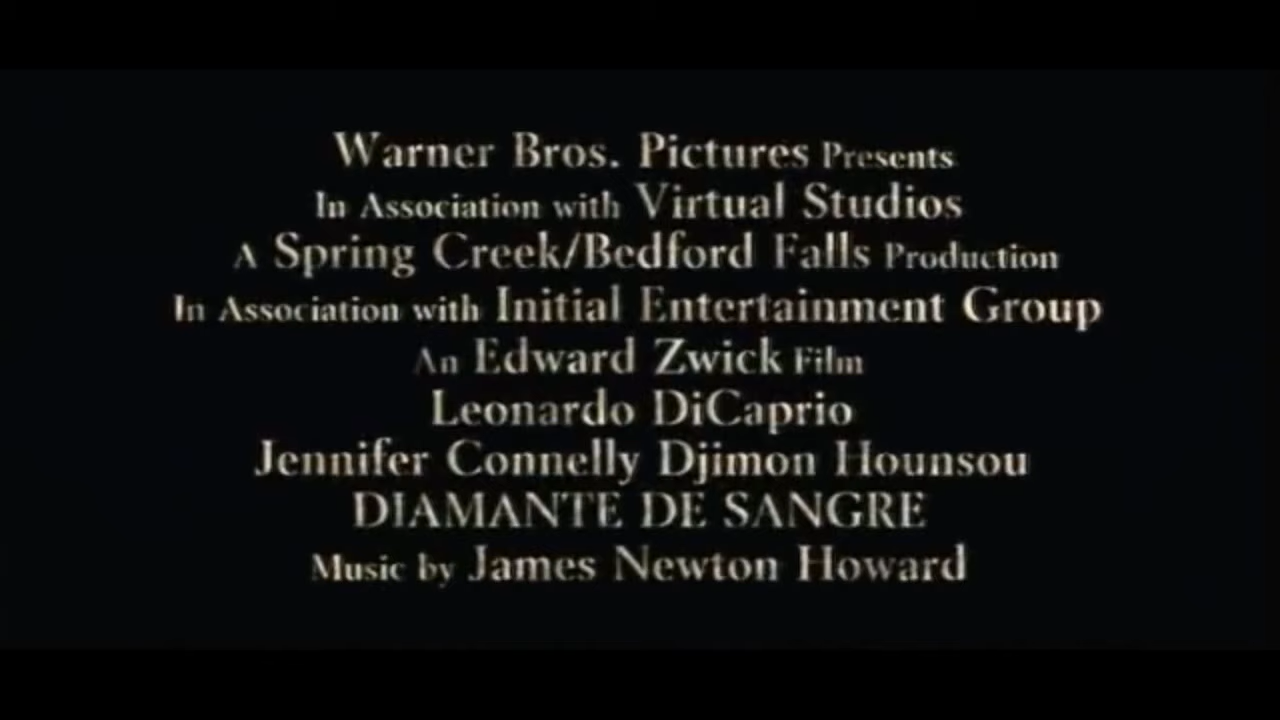 Warner Bros. Pictures Presents
In Association with Virtual Studios
A Spring Creek/Bedford Falls Production
In Association with Initial Entertainment Group
An Edward Zwick Film
Leonardo DiCaprio
Jennifer Connelly Djimon Hounsou
DIAMANTE DE SANGRE
Music by James Newton Howard